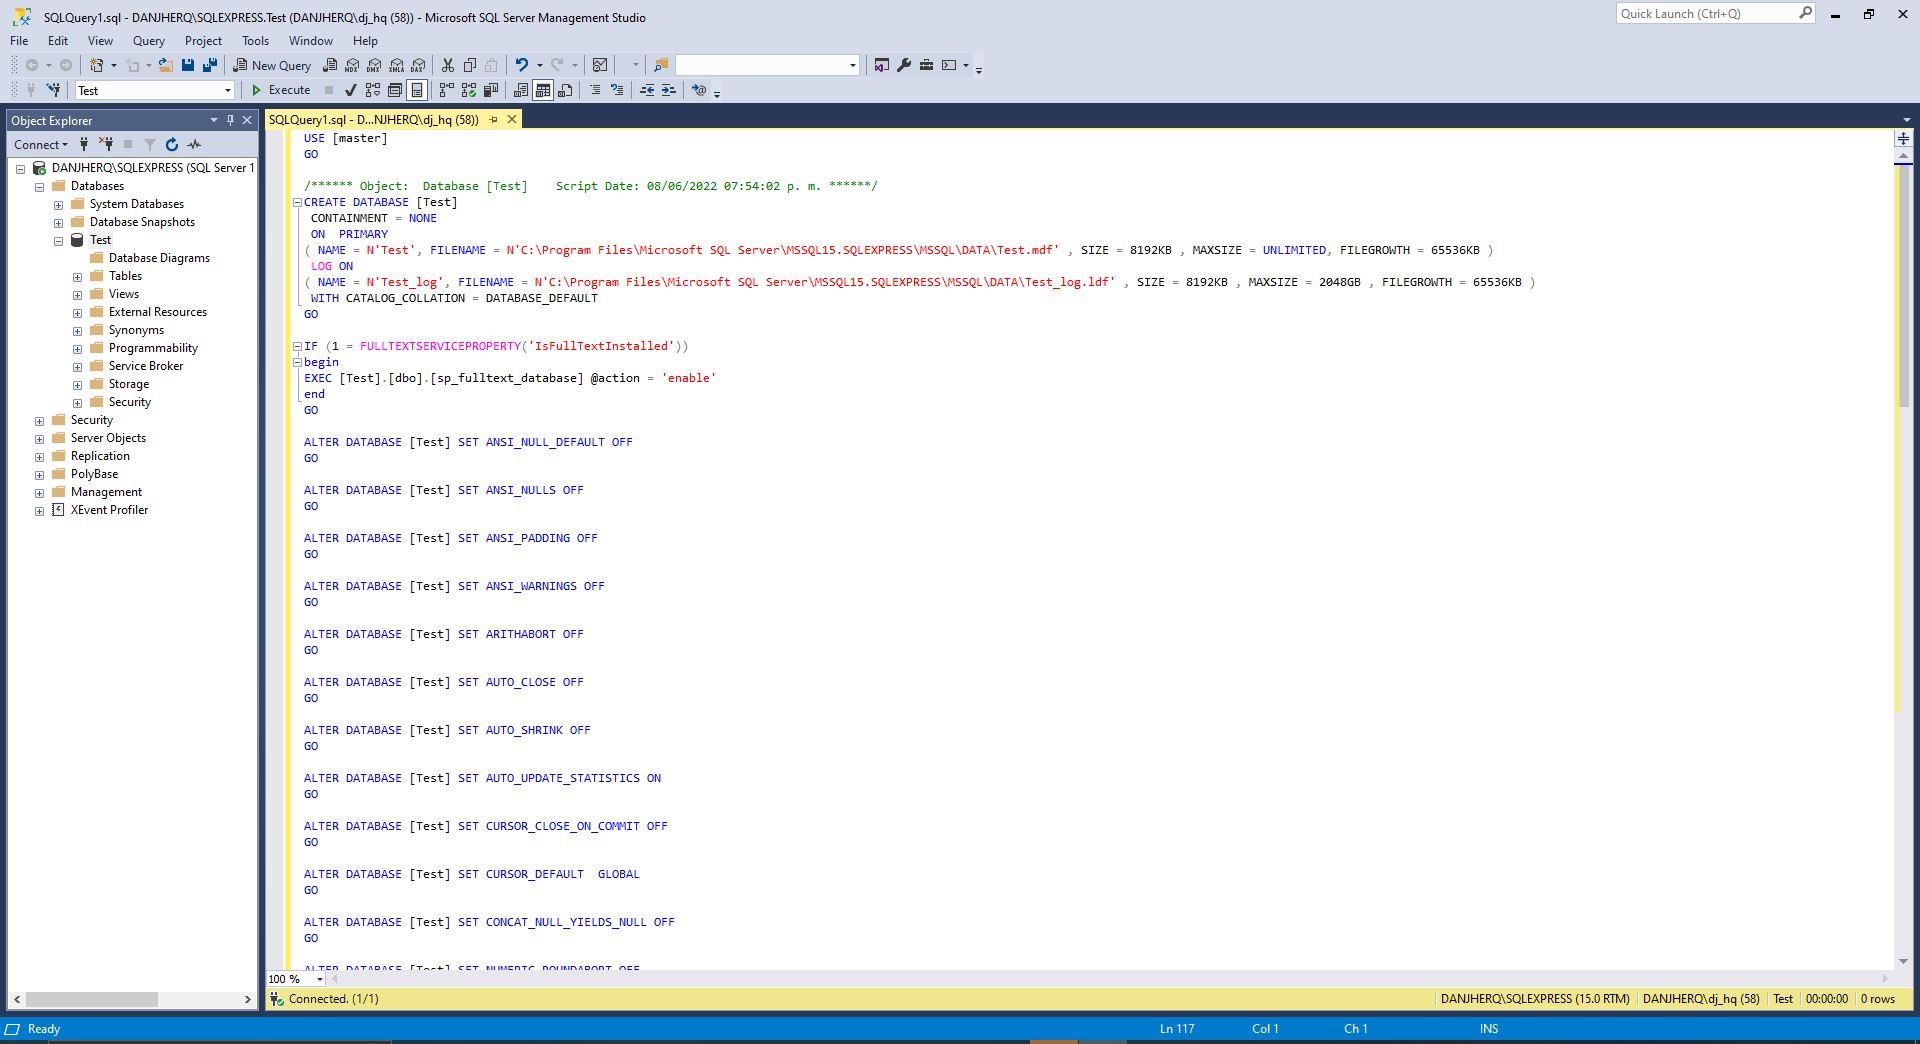 SQLQuery1.sql - DANJHERQ\SQLEXPRESS.Test (DANJHERQ\dj_hq (58)) - Microsoft SQL Server Management Studio
Quick Launch (Ctrl+Q)
File Edit View Query Project Tools Window Help
New Query MDX DMX XMLA DAX
Test Execute
Object Explorer
Connect
DANJHERQ\SQLEXPRESS (SQL Server 1
Databases
System Databases
Database Snapshots
Test
Database Diagrams
Tables
Views
External Resources
Synonyms
Programmability
Service Broker
Storage
Security
Security
Server Objects
Replication
PolyBase
Management
XEvent Profiler
SQLQuery1.sql - D...NJHERQ\dj_hq (58))
USE [master]
GO
/****** Object:  Database [Test]    Script Date: 08/06/2022 07:54:02 p. m. ******/
CREATE DATABASE [Test]
CONTAINMENT = NONE
ON  PRIMARY
( NAME = N'Test', FILENAME = N'C:\Program Files\Microsoft SQL Server\MSSQL15.SQLEXPRESS\MSSQL\DATA\Test.mdf' , SIZE = 8192KB , MAXSIZE = UNLIMITED, FILEGROWTH = 65536KB )
LOG ON
( NAME = N'Test_log', FILENAME = N'C:\Program Files\Microsoft SQL Server\MSSQL15.SQLEXPRESS\MSSQL\DATA\Test_log.ldf' , SIZE = 8192KB , MAXSIZE = 2048GB , FILEGROWTH = 65536KB )
WITH CATALOG_COLLATION = DATABASE_DEFAULT
GO
IF (1 = FULLTEXTSERVICEPROPERTY('IsFullTextInstalled'))
begin
EXEC [Test].[dbo].[sp_fulltext_database] @action = 'enable'
end
GO
ALTER DATABASE [Test] SET ANSI_NULL_DEFAULT OFF
GO
ALTER DATABASE [Test] SET ANSI_NULLS OFF
GO
ALTER DATABASE [Test] SET ANSI_PADDING OFF
GO
ALTER DATABASE [Test] SET ANSI_WARNINGS OFF
GO
ALTER DATABASE [Test] SET ARITHABORT OFF
GO
ALTER DATABASE [Test] SET AUTO_CLOSE OFF
GO
ALTER DATABASE [Test] SET AUTO_SHRINK OFF
GO
ALTER DATABASE [Test] SET AUTO_UPDATE_STATISTICS ON
GO
ALTER DATABASE [Test] SET CURSOR_CLOSE_ON_COMMIT OFF
GO
ALTER DATABASE [Test] SET CURSOR_DEFAULT  GLOBAL
GO
ALTER DATABASE [Test] SET CONCAT_NULL_YIELDS_NULL OFF
GO
ALTER DATABASE [Test] SET NUMERIC_ROUNDABORT OFF
100 %
Connected. (1/1)
DANJHERQ\SQLEXPRESS (15.0 RTM) DANJHERQ\dj_hq (58) Test 00:00:00 0 rows
Ready Ln 117 Col 1 Ch 1 INS